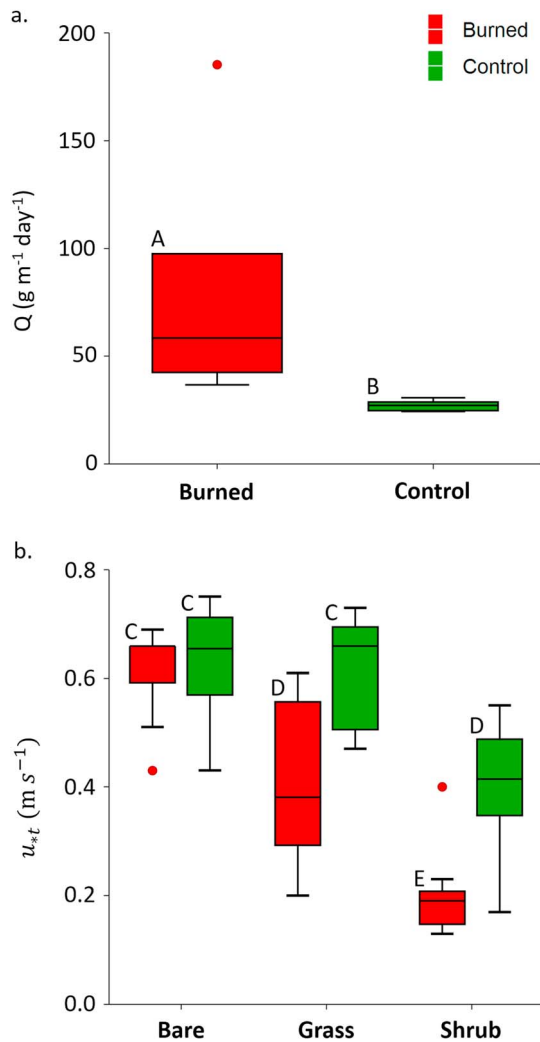 a.
Burned
Control
Q (g m⁻¹ day⁻¹)
200
150
100
50
0
A
B
Burned
Control
b.
u*t (m s⁻¹)
0.8
0.6
0.4
0.2
0.0
C
C
D
C
E
D
Bare
Grass
Shrub